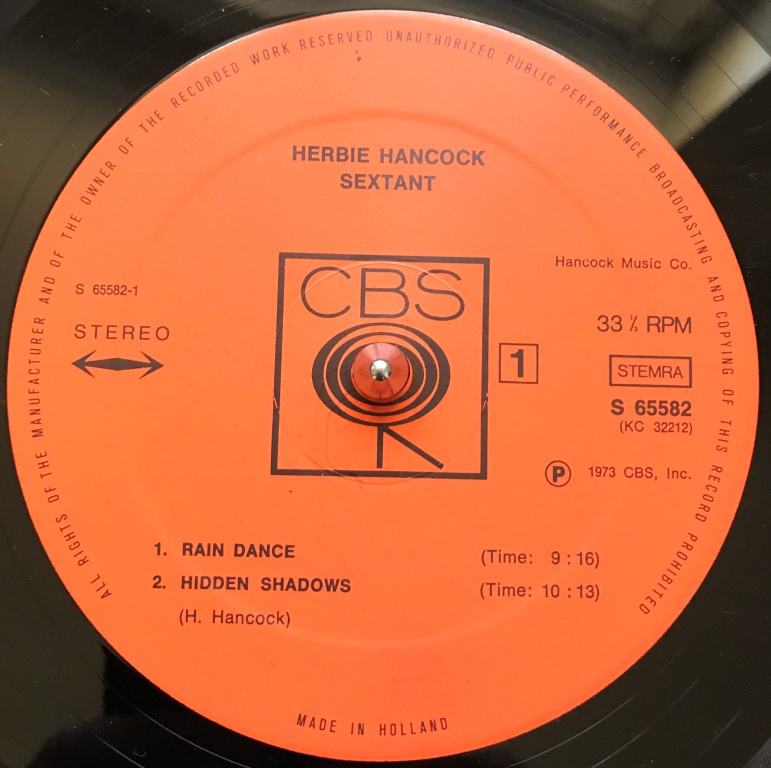 ALL RIGHTS OF THE MANUFACTURER AND OF THE OWNER OF THE RECORDED WORK RESERVED UNAUTHORIZED PUBLIC PERFORMANCE BROADCASTING AND COPYING OF THIS RECORD PROHIBITED
HERBIE HANCOCK
SEXTANT
Hancock Music Co.
CBS
S 65582-1
STEREO
33 ⅓ RPM
1
STEMRA
S 65582
(KC 32212)
Ⓟ 1973 CBS, Inc.
1. RAIN DANCE (Time: 9 : 16)
2. HIDDEN SHADOWS (Time: 10 : 13)
(H. Hancock)
MADE IN HOLLAND